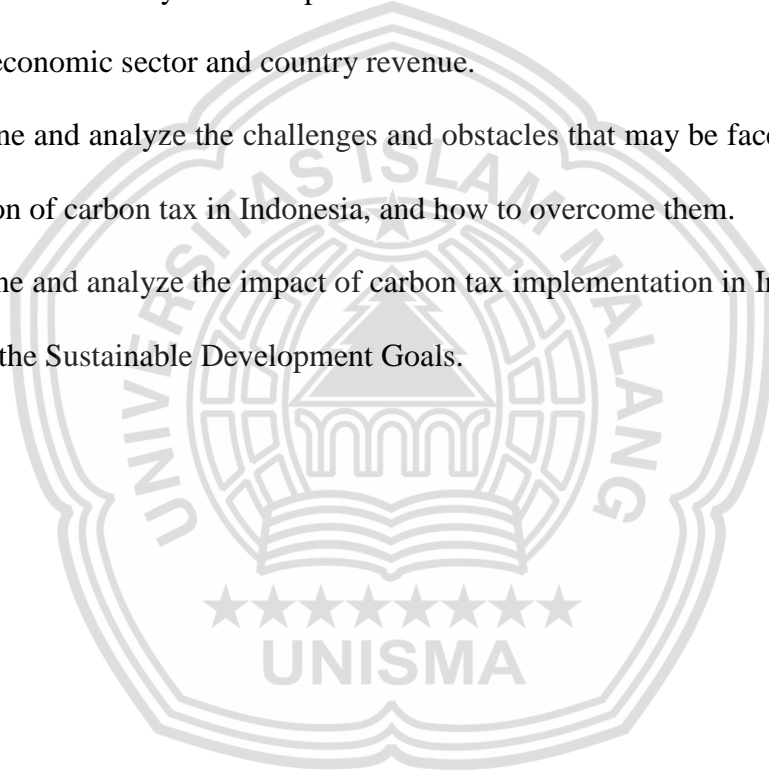 economic sector and country revenue.
ne and analyze the challenges and obstacles that may be face
on of carbon tax in Indonesia, and how to overcome them.
ne and analyze the impact of carbon tax implementation in I
the Sustainable Development Goals.
UNIVERSITAS ISLAM MALANG
UNISMA